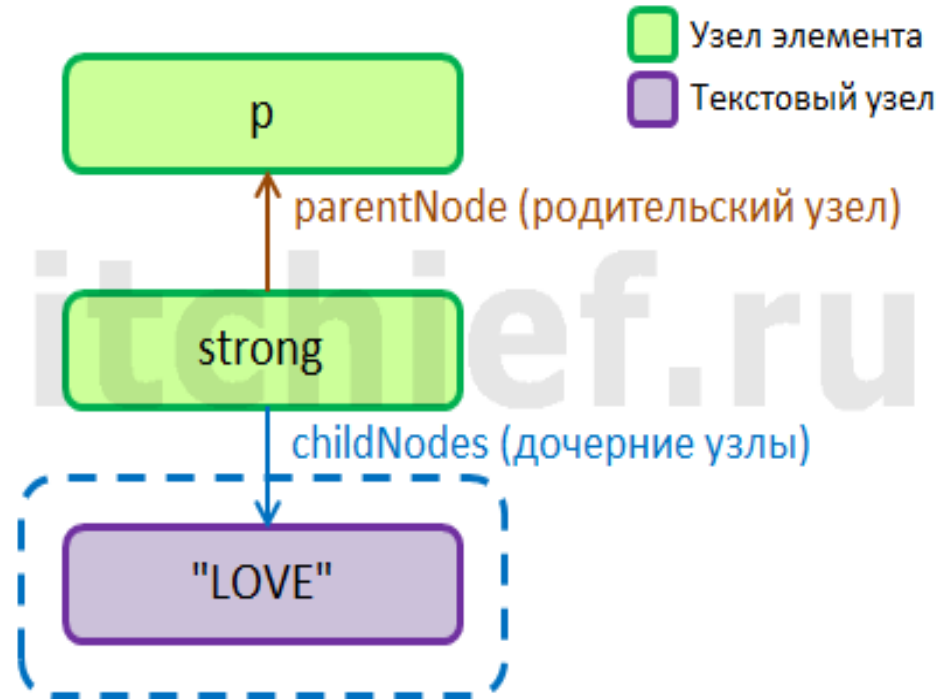 Узел элемента
Текстовый узел
p
parentNode (родительский узел)
itchief.ru
strong
childNodes (дочерние узлы)
"LOVE"